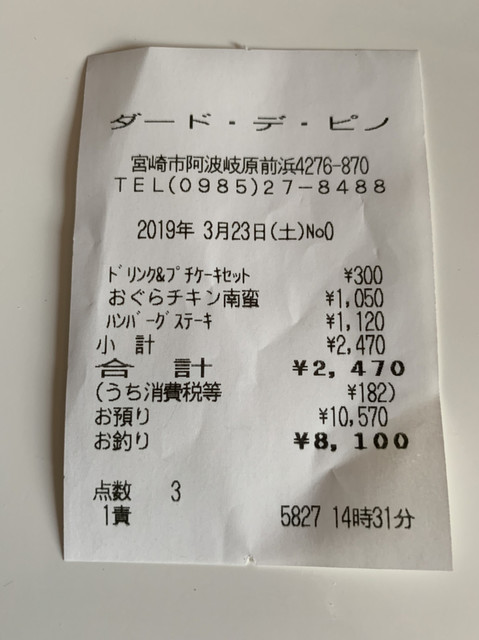 ダード・デ・ピノ
宮崎市阿波岐原前浜4276-870
TEL(0985)27-8488
2019年 3月23日(土)No0
ﾄﾞﾘﾝｸ&ﾌﾟﾁｹｰｷｾｯﾄ ¥300
おぐらチキン南蛮 ¥1,050
ﾊﾝﾊﾞｰｸﾞｽﾃｰｷ ¥1,120
小 計 ¥2,470
合 計 ¥2,470
(うち消費税等 ¥182)
お預り ¥10,570
お釣り ¥8,100
点数 3
1責 5827 14時31分